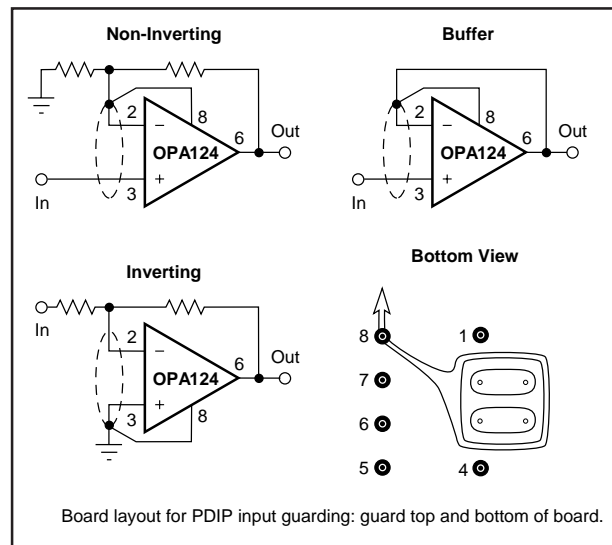 Non-Inverting
2
8
6
Out
−
OPA124
+
3
In
Buffer
2
8
6
Out
−
OPA124
+
3
In
Inverting
In
2
−
6
Out
OPA124
+
3
8
Bottom View
8
1
7
6
5
4
Board layout for PDIP input guarding: guard top and bottom of board.